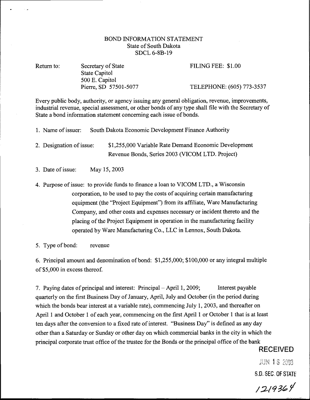 BOND INFORMATION STATEMENT
State of South Dakota
SDCL 6-8B-19
Return to: Secretary of State FILING FEE: $1.00
State Capitol
500 E. Capitol
Pierre, SD 57501-5077 TELEPHONE: (605) 773-3537
Every public body, authority, or agency issuing any general obligation, revenue, improvements,
industrial revenue, special assessment, or other bonds of any type shall file with the Secretary of
State a bond information statement concerning each issue of bonds.
1. Name of issuer: South Dakota Economic Development Finance Authority
2. Designation of issue: $1,255,000 Variable Rate Demand Economic Development
Revenue Bonds, Series 2003 (VICOM LTD. Project)
3. Date of issue: May 15, 2003
4. Purpose of issue: to provide funds to finance a loan to VICOM LTD., a Wisconsin
corporation, to be used to pay the costs of acquiring certain manufacturing
equipment (the "Project Equipment") from its affiliate, Ware Manufacturing
Company, and other costs and expenses necessary or incident thereto and the
placing of the Project Equipment in operation in the manufacturing facility
operated by Ware Manufacturing Co., LLC in Lennox, South Dakota.
5. Type of bond: revenue
6. Principal amount and denomination of bond: $1,255,000; $100,000 or any integral multiple
of $5,000 in excess thereof.
7. Paying dates of principal and interest: Principal – April 1, 2009; Interest payable
quarterly on the first Business Day of January, April, July and October (in the period during
which the bonds bear interest at a variable rate), commencing July 1, 2003, and thereafter on
April 1 and October 1 of each year, commencing on the first April 1 or October 1 that is at least
ten days after the conversion to a fixed rate of interest. "Business Day" is defined as any day
other than a Saturday or Sunday or other day on which commercial banks in the city in which the
principal corporate trust office of the trustee for the Bonds or the principal office of the bank
RECEIVED
S.D. SEC. OF STATE
1219364